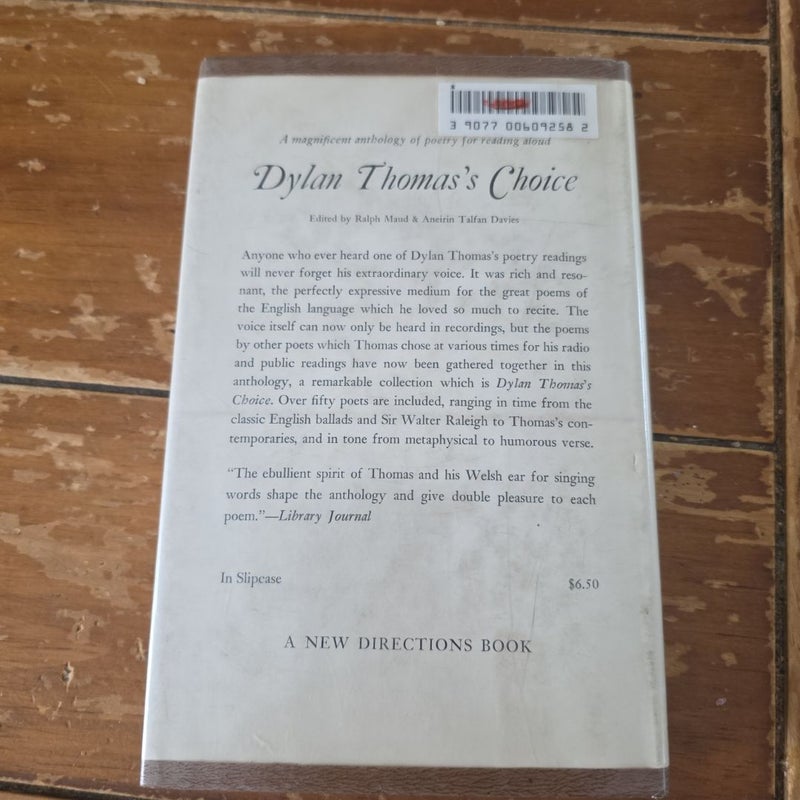 3 9077 00609258 2
A magnificent anthology of poetry for reading aloud
Dylan Thomas's Choice
Edited by Ralph Maud & Aneirin Talfan Davies
Anyone who ever heard one of Dylan Thomas's poetry readings
will never forget his extraordinary voice. It was rich and reso-
nant, the perfectly expressive medium for the great poems of
the English language which he loved so much to recite. The
voice itself can now only be heard in recordings, but the poems
by other poets which Thomas chose at various times for his radio
and public readings have now been gathered together in this
anthology, a remarkable collection which is Dylan Thomas's
Choice. Over fifty poets are included, ranging in time from the
classic English ballads and Sir Walter Raleigh to Thomas's con-
temporaries, and in tone from metaphysical to humorous verse.
“The ebullient spirit of Thomas and his Welsh ear for singing
words shape the anthology and give double pleasure to each
poem.”—Library Journal
In Slipcase $6.50
A NEW DIRECTIONS BOOK